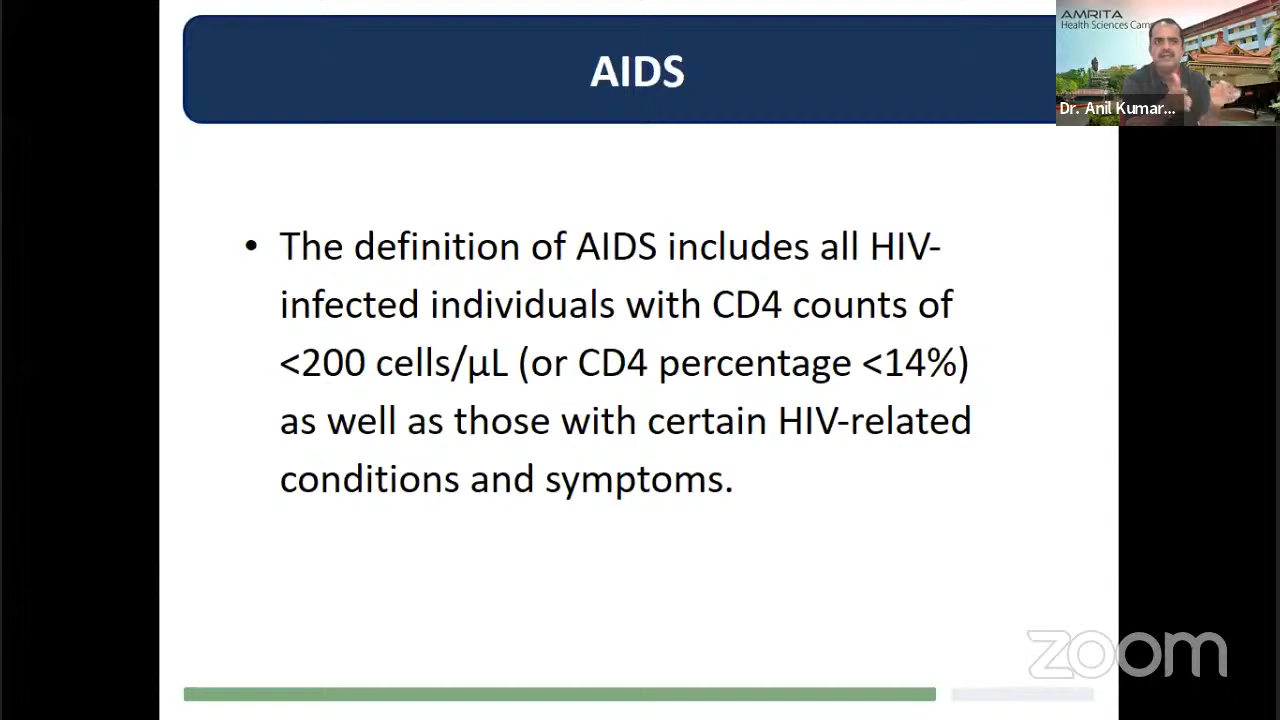 AIDS
AMRITA
Health Sciences Cam
Dr. Anil Kumar...
• The definition of AIDS includes all HIV-
infected individuals with CD4 counts of
<200 cells/µL (or CD4 percentage <14%)
as well as those with certain HIV-related
conditions and symptoms.
zoom